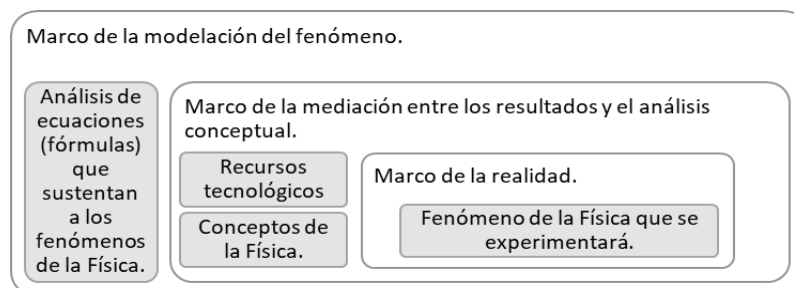 Marco de la modelación del fenómeno.
Análisis de
ecuaciones
(fórmulas)
que
sustentan
a los
fenómenos
de la Física.
Marco de la mediación entre los resultados y el análisis
conceptual.
Recursos
tecnológicos
Conceptos de
la Física.
Marco de la realidad.
Fenómeno de la Física que se
experimentará.